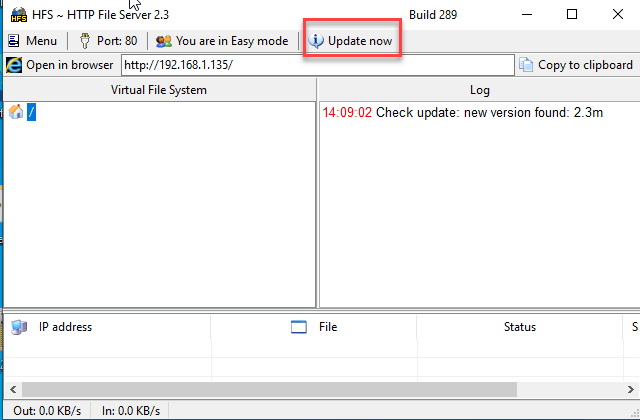 HFS ~ HTTP File Server 2.3 Build 289
Menu Port: 80 You are in Easy mode Update now
Open in browser http://192.168.1.135/ Copy to clipboard
Virtual File System Log
/ 14:09:02 Check update: new version found: 2.3m
IP address File Status S
Out: 0.0 KB/s In: 0.0 KB/s